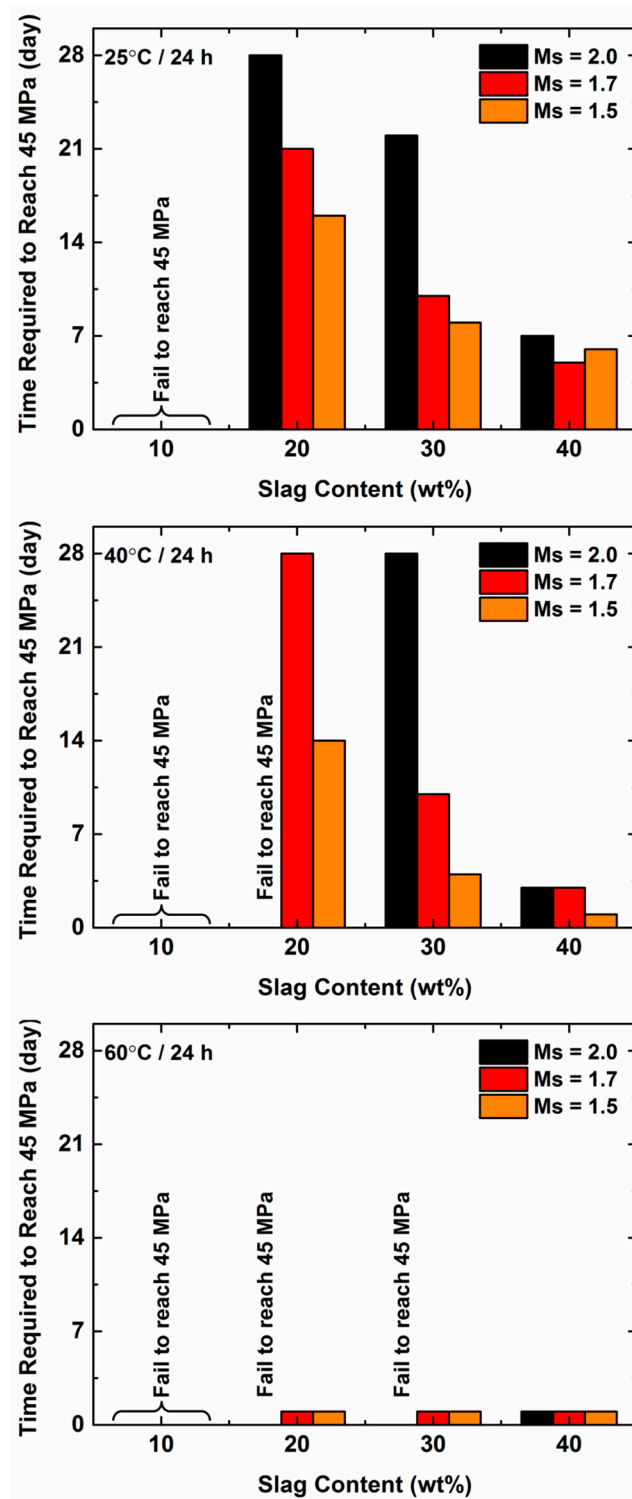 Time Required to Reach 45 MPa (day)
25°C / 24 h
Ms = 2.0
Ms = 1.7
Ms = 1.5
28
21
14
7
0
Fail to reach 45 MPa
10
20
30
40
Slag Content (wt%)
Time Required to Reach 45 MPa (day)
40°C / 24 h
Ms = 2.0
Ms = 1.7
Ms = 1.5
28
21
14
7
0
Fail to reach 45 MPa
Fail to reach 45 MPa
10
20
30
40
Slag Content (wt%)
Time Required to Reach 45 MPa (day)
60°C / 24 h
Ms = 2.0
Ms = 1.7
Ms = 1.5
28
21
14
7
0
Fail to reach 45 MPa
Fail to reach 45 MPa
Fail to reach 45 MPa
10
20
30
40
Slag Content (wt%)